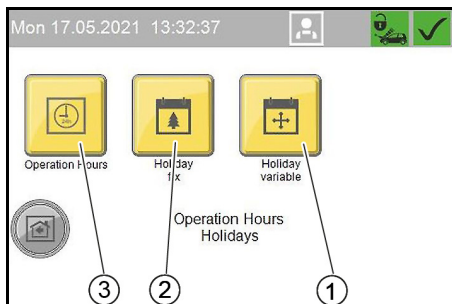 Mon 17.05.2021 13:32:37
24h
Operation Hours
Holiday
fix
Holiday
variable
Operation Hours
Holidays
3 2 1